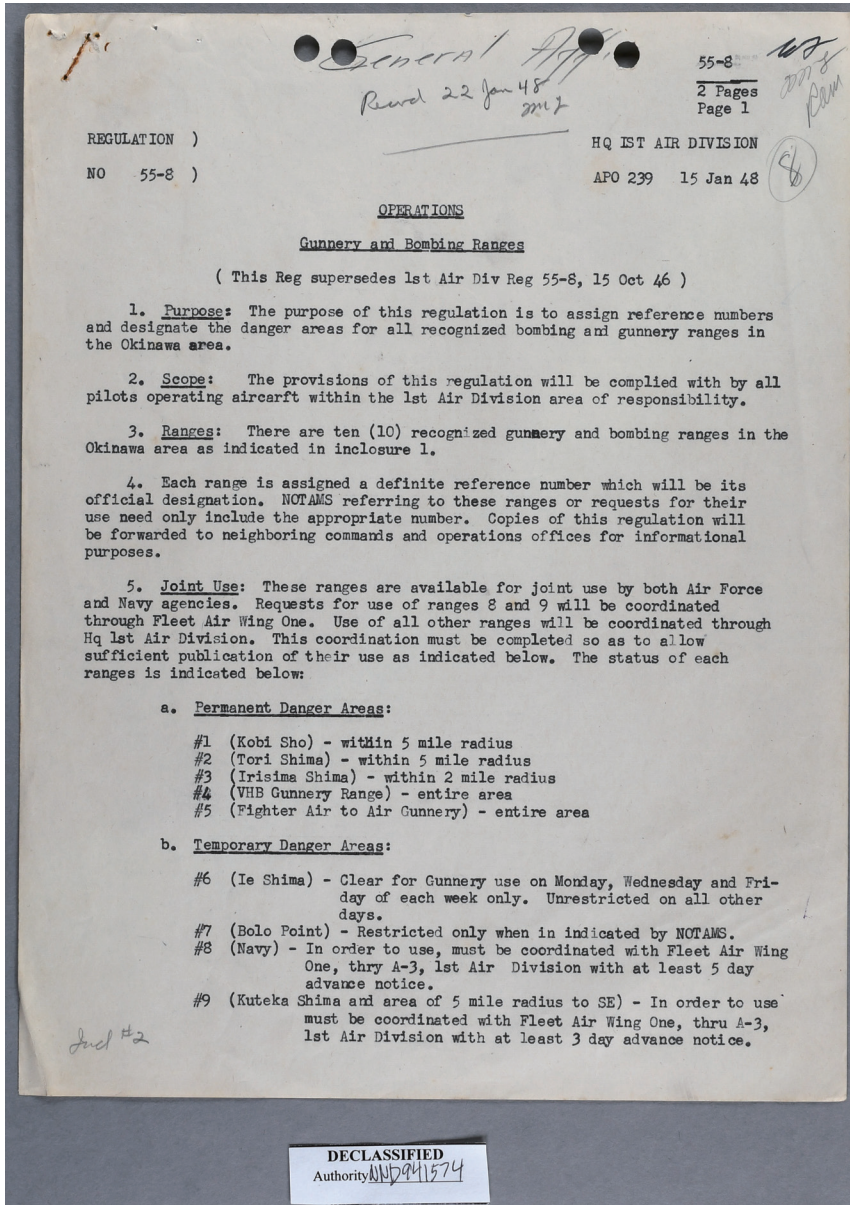 General Aff
Recvd 22 Jan 48
55-8
2 Pages
Page 1
REGULATION )
NO 55-8 )
HQ 1ST AIR DIVISION
APO 239 15 Jan 48
8
OPERATIONS
Gunnery and Bombing Ranges
( This Reg supersedes 1st Air Div Reg 55-8, 15 Oct 46 )
1. Purpose: The purpose of this regulation is to assign reference numbers
and designate the danger areas for all recognized bombing and gunnery ranges in
the Okinawa area.
2. Scope: The provisions of this regulation will be complied with by all
pilots operating aircarft within the 1st Air Division area of responsibility.
3. Ranges: There are ten (10) recognized gunnery and bombing ranges in the
Okinawa area as indicated in inclosure 1.
4. Each range is assigned a definite reference number which will be its
official designation. NOTAMS referring to these ranges or requests for their
use need only include the appropriate number. Copies of this regulation will
be forwarded to neighboring commands and operations offices for informational
purposes.
5. Joint Use: These ranges are available for joint use by both Air Force
and Navy agencies. Requests for use of ranges 8 and 9 will be coordinated
through Fleet Air Wing One. Use of all other ranges will be coordinated through
Hq 1st Air Division. This coordination must be completed so as to allow
sufficient publication of their use as indicated below. The status of each
ranges is indicated below:
a. Permanent Danger Areas:
#1 (Kobi Sho) - within 5 mile radius
#2 (Tori Shima) - within 5 mile radius
#3 (Irisima Shima) - within 2 mile radius
#4 (VHB Gunnery Range) - entire area
#5 (Fighter Air to Air Gunnery) - entire area
b. Temporary Danger Areas:
#6 (Ie Shima) - Clear for Gunnery use on Monday, Wednesday and Fri-
day of each week only. Unrestricted on all other
days.
#7 (Bolo Point) - Restricted only when in indicated by NOTAMS.
#8 (Navy) - In order to use, must be coordinated with Fleet Air Wing
One, thry A-3, 1st Air Division with at least 5 day
advance notice.
#9 (Kuteka Shima and area of 5 mile radius to SE) - In order to use
must be coordinated with Fleet Air Wing One, thru A-3,
1st Air Division with at least 3 day advance notice.
Incl #2
DECLASSIFIED
Authority NND941574